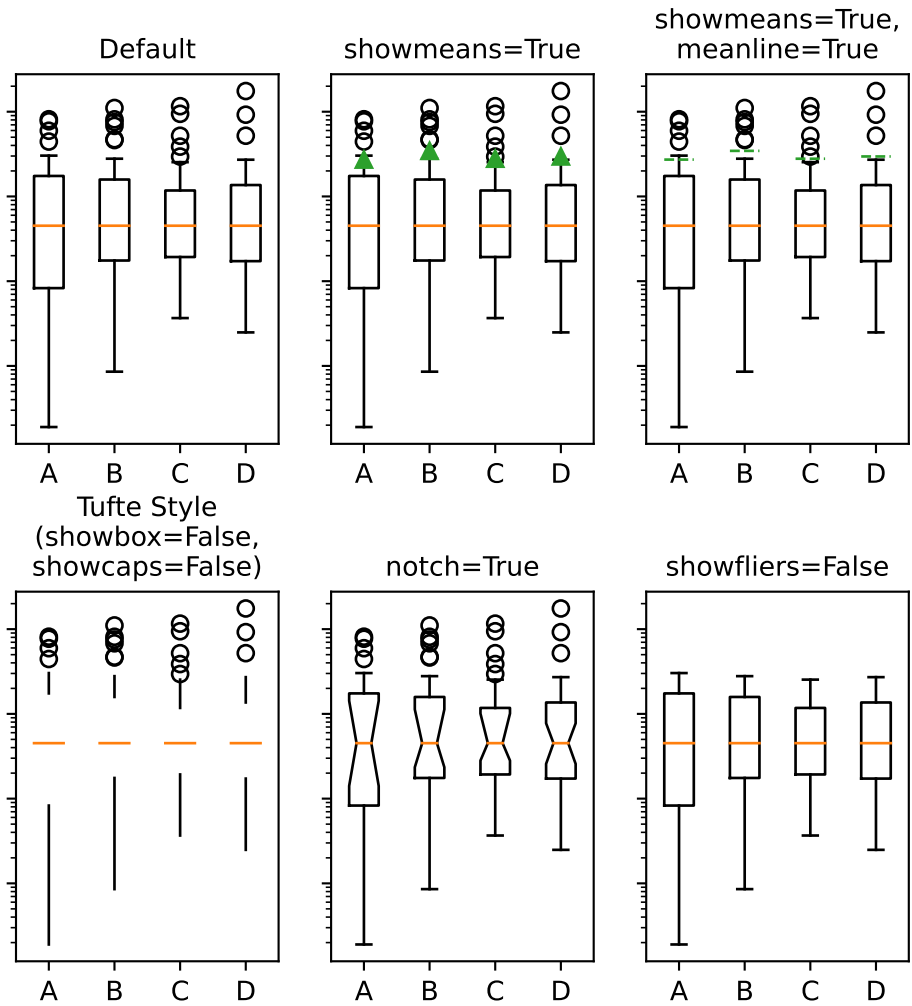 Default
showmeans=True
showmeans=True,
meanline=True
A B C D
A B C D
A B C D
Tufte Style
(showbox=False,
showcaps=False)
notch=True
showfliers=False
A B C D
A B C D
A B C D